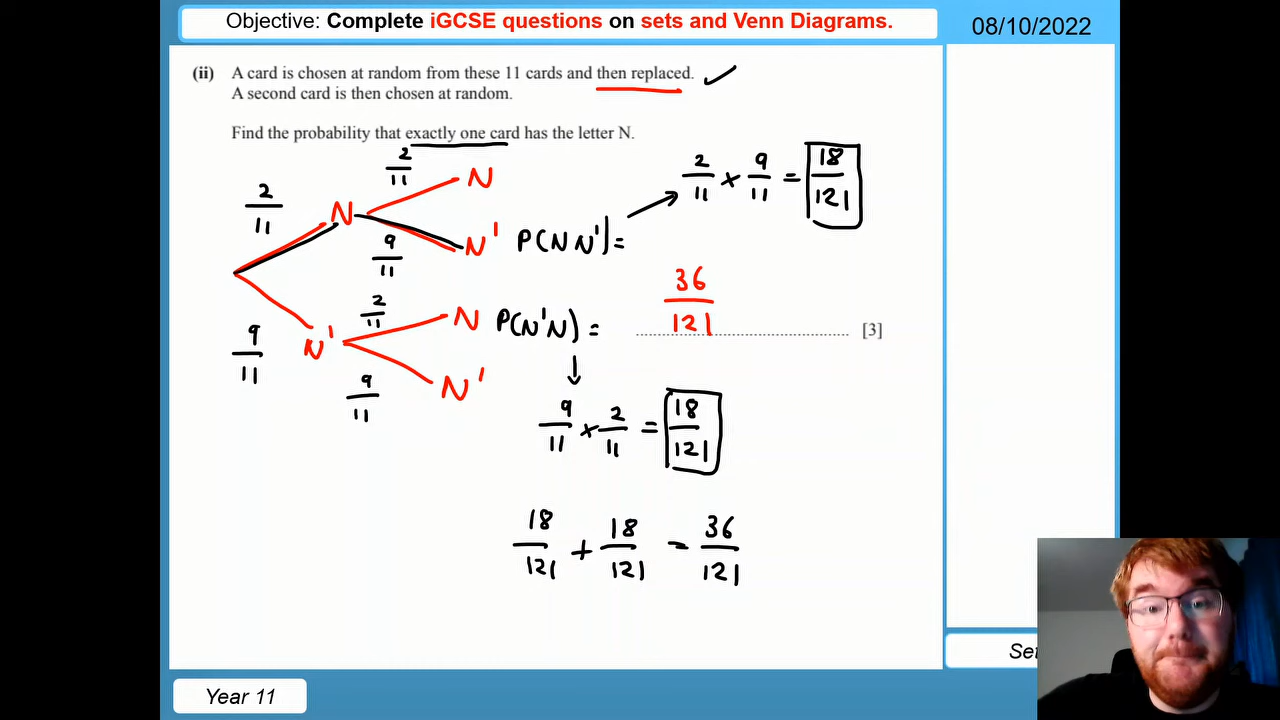 Objective: Complete iGCSE questions on sets and Venn Diagrams.
08/10/2022
(ii) A card is chosen at random from these 11 cards and then replaced.
A second card is then chosen at random.
Find the probability that exactly one card has the letter N.
2/11
N
2/11
N
9/11
N'
9/11
N'
2/11
N
9/11
N'
P(N N') =
2/11 × 9/11 = 18/121
P(N'N) =
36/121
[3]
9/11 × 2/11 = 18/121
18/121 + 18/121 = 36/121
Year 11
Set